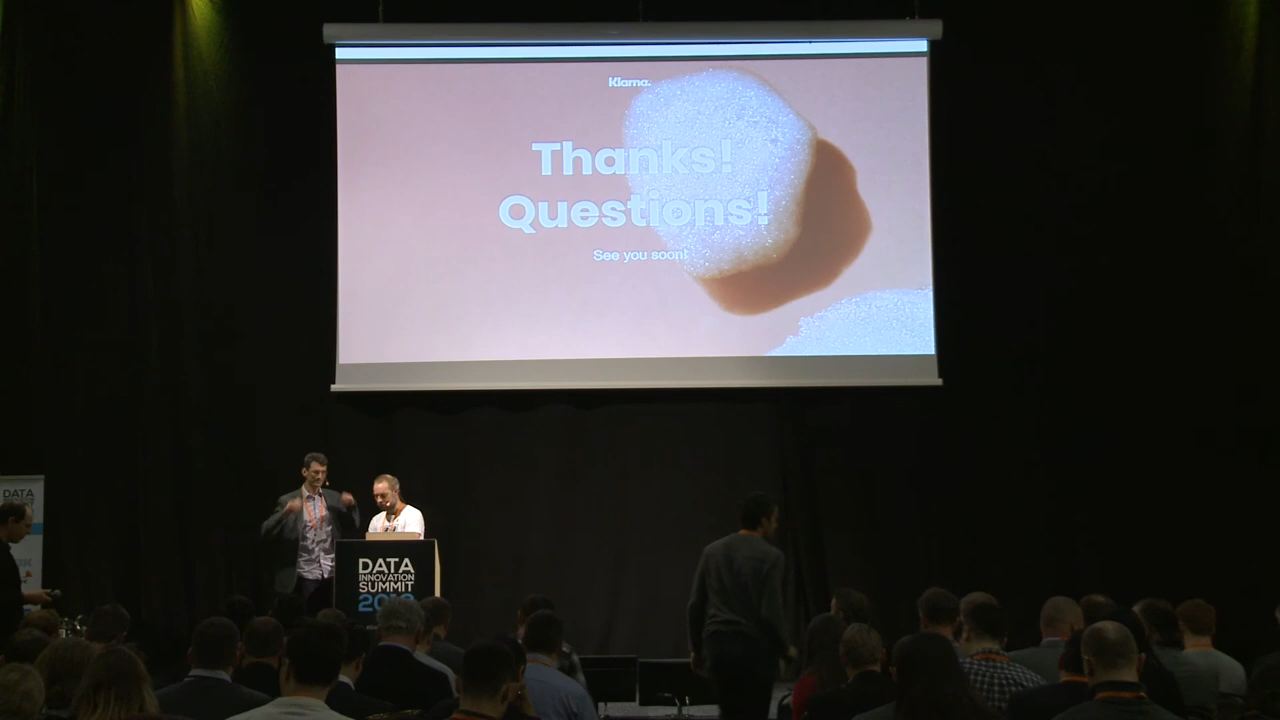 Klarna.
Thanks!
Questions!
See you soon!
DATA
DATA
INNOVATION
SUMMIT